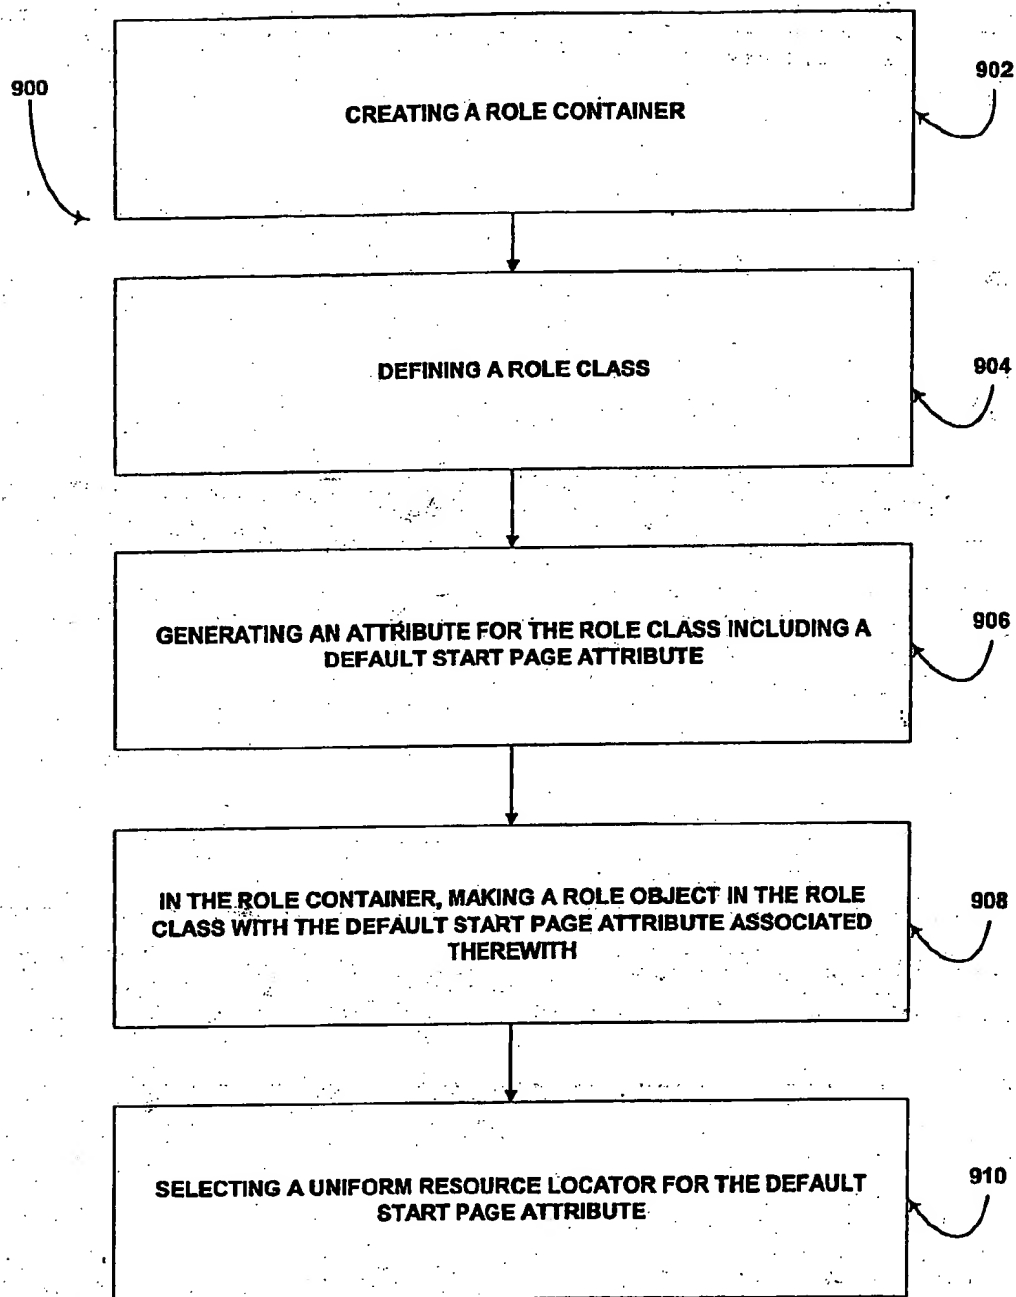 900
902
CREATING A ROLE CONTAINER
904
DEFINING A ROLE CLASS
906
GENERATING AN ATTRIBUTE FOR THE ROLE CLASS INCLUDING A
DEFAULT START PAGE ATTRIBUTE
908
IN THE ROLE CONTAINER, MAKING A ROLE OBJECT IN THE ROLE
CLASS WITH THE DEFAULT START PAGE ATTRIBUTE ASSOCIATED
THEREWITH
910
SELECTING A UNIFORM RESOURCE LOCATOR FOR THE DEFAULT
START PAGE ATTRIBUTE